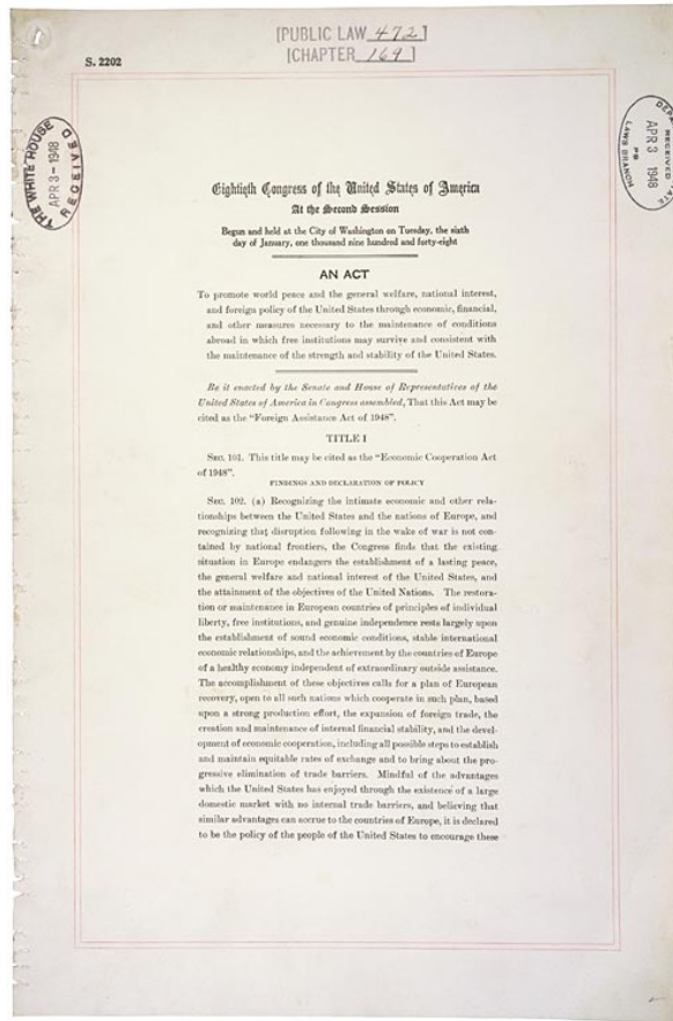 [PUBLIC LAW 472]
[CHAPTER 169]
S. 2202
THE WHITE HOUSE
APR 3 - 1948
RECEIVED
RECEIVED
APR 3 1948
PS
LAWS BRANCH
Eightieth Congress of the United States of America
At the Second Session
Begun and held at the City of Washington on Tuesday, the sixth
day of January, one thousand nine hundred and forty-eight
AN ACT
To promote world peace and the general welfare, national interest,
and foreign policy of the United States through economic, financial,
and other measures necessary to the maintenance of conditions
abroad in which free institutions may survive and consistent with
the maintenance of the strength and stability of the United States.
Be it enacted by the Senate and House of Representatives of the
United States of America in Congress assembled, That this Act may be
cited as the “Foreign Assistance Act of 1948”.
TITLE I
SEC. 101. This title may be cited as the “Economic Cooperation Act
of 1948”.
FINDINGS AND DECLARATION OF POLICY
SEC. 102. (a) Recognizing the intimate economic and other rela-
tionships between the United States and the nations of Europe, and
recognizing that disruption following in the wake of war is not con-
tained by national frontiers, the Congress finds that the existing
situation in Europe endangers the establishment of a lasting peace,
the general welfare and national interest of the United States, and
the attainment of the objectives of the United Nations. The restora-
tion or maintenance in European countries of principles of individual
liberty, free institutions, and genuine independence rests largely upon
the establishment of sound economic conditions, stable international
economic relationships, and the achievement by the countries of Europe
of a healthy economy independent of extraordinary outside assistance.
The accomplishment of these objectives calls for a plan of European
recovery, open to all such nations which cooperate in such plan, based
upon a strong production effort, the expansion of foreign trade, the
creation and maintenance of internal financial stability, and the devel-
opment of economic cooperation, including all possible steps to establish
and maintain equitable rates of exchange and to bring about the pro-
gressive elimination of trade barriers. Mindful of the advantages
which the United States has enjoyed through the existence of a large
domestic market with no internal trade barriers, and believing that
similar advantages can accrue to the countries of Europe, it is declared
to be the policy of the people of the United States to encourage these